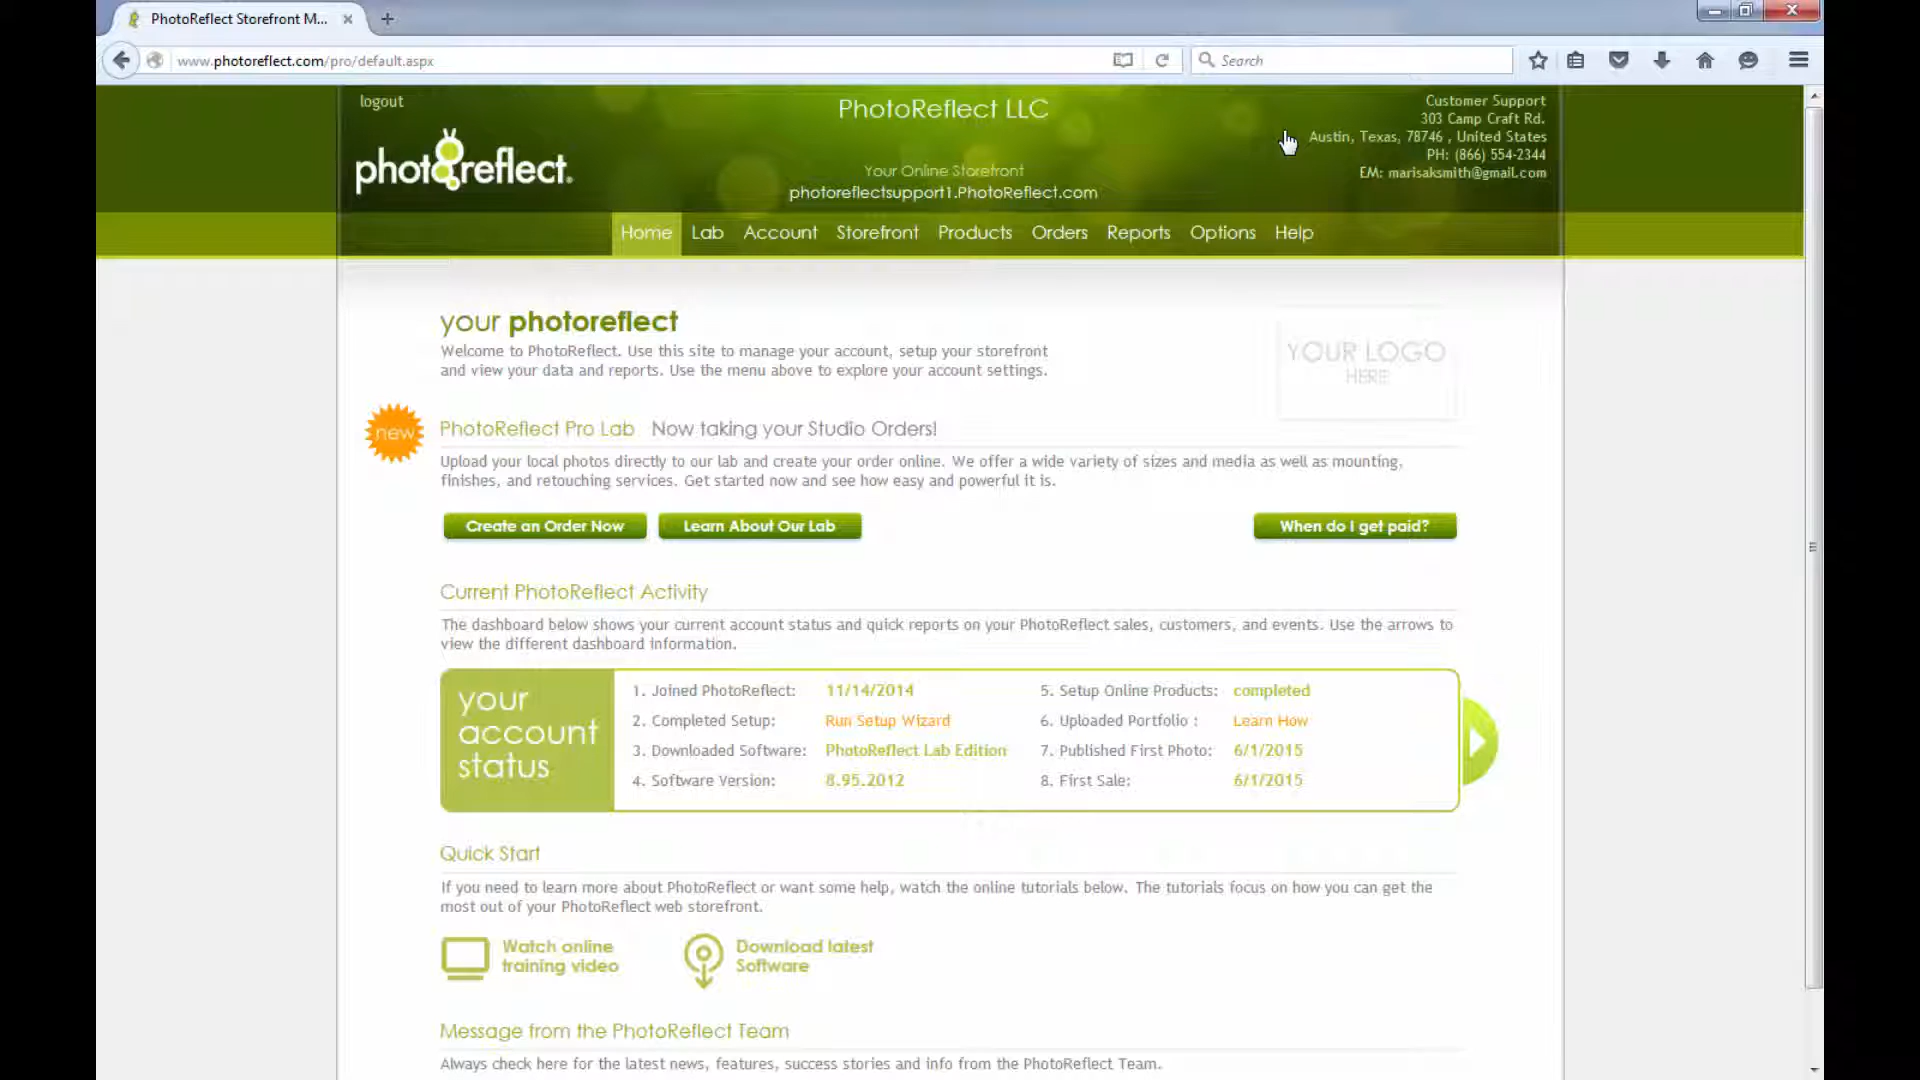 PhotoReflect Storefront M...
www.photoreflect.com/pro/default.aspx
Search
logout
PhotoReflect LLC
Customer Support
303 Camp Craft Rd.
Austin, Texas, 78746 , United States
PH: (866) 554-2344
EM: marisaksmith@gmail.com
photoreflect.
Your Online Storefront
photoreflectsupport1.PhotoReflect.com
Home Lab Account Storefront Products Orders Reports Options Help
your photoreflect
Welcome to PhotoReflect. Use this site to manage your account, setup your storefront
and view your data and reports. Use the menu above to explore your account settings.
YOUR LOGO
HERE
new
PhotoReflect Pro Lab Now taking your Studio Orders!
Upload your local photos directly to our lab and create your order online. We offer a wide variety of sizes and media as well as mounting,
finishes, and retouching services. Get started now and see how easy and powerful it is.
Create an Order Now Learn About Our Lab When do I get paid?
Current PhotoReflect Activity
The dashboard below shows your current account status and quick reports on your PhotoReflect sales, customers, and events. Use the arrows to
view the different dashboard information.
your
account
status
1. Joined PhotoReflect: 11/14/2014
2. Completed Setup: Run Setup Wizard
3. Downloaded Software: PhotoReflect Lab Edition
4. Software Version: 8.95.2012
5. Setup Online Products: completed
6. Uploaded Portfolio : Learn How
7. Published First Photo: 6/1/2015
8. First Sale: 6/1/2015
Quick Start
If you need to learn more about PhotoReflect or want some help, watch the online tutorials below. The tutorials focus on how you can get the
most out of your PhotoReflect web storefront.
Watch online
training video
Download latest
Software
Message from the PhotoReflect Team
Always check here for the latest news, features, success stories and info from the PhotoReflect Team.